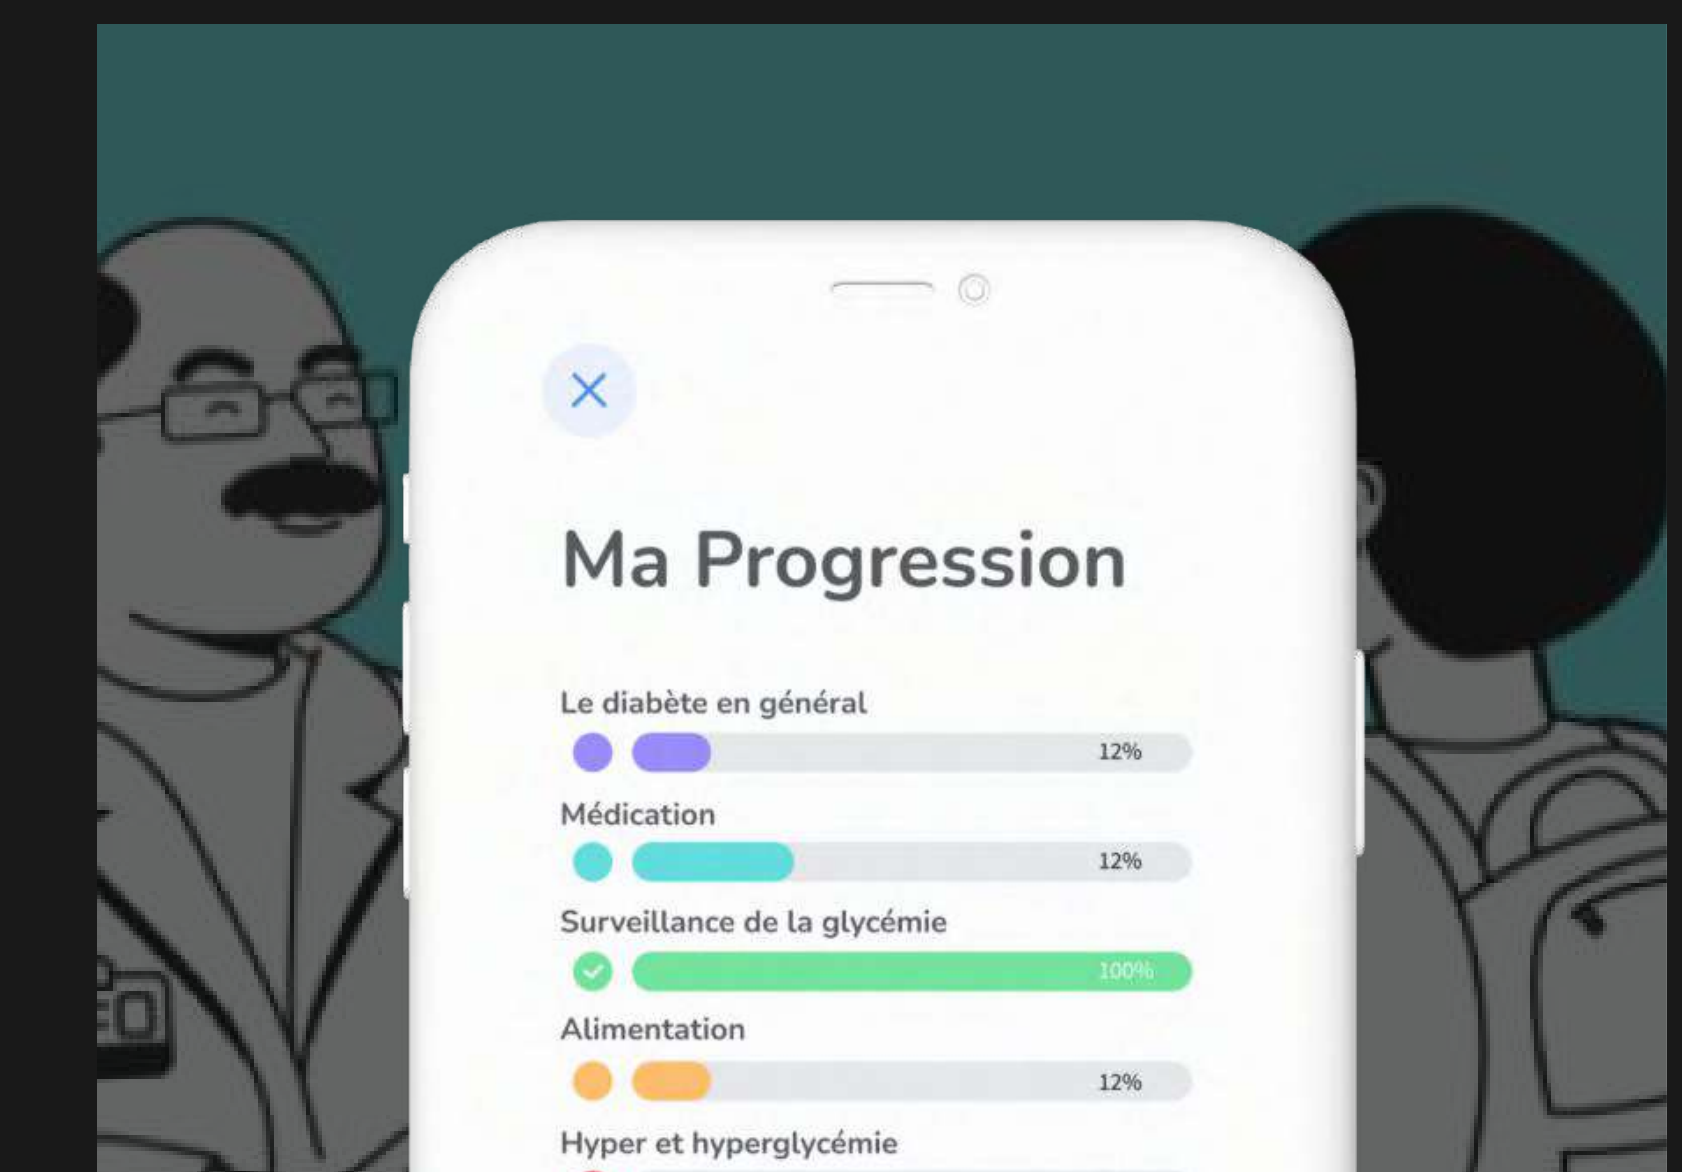 Ma Progression
Le diabète en général
12%
Médication
12%
Surveillance de la glycémie
100%
Alimentation
12%
Hyper et hyperglycémie